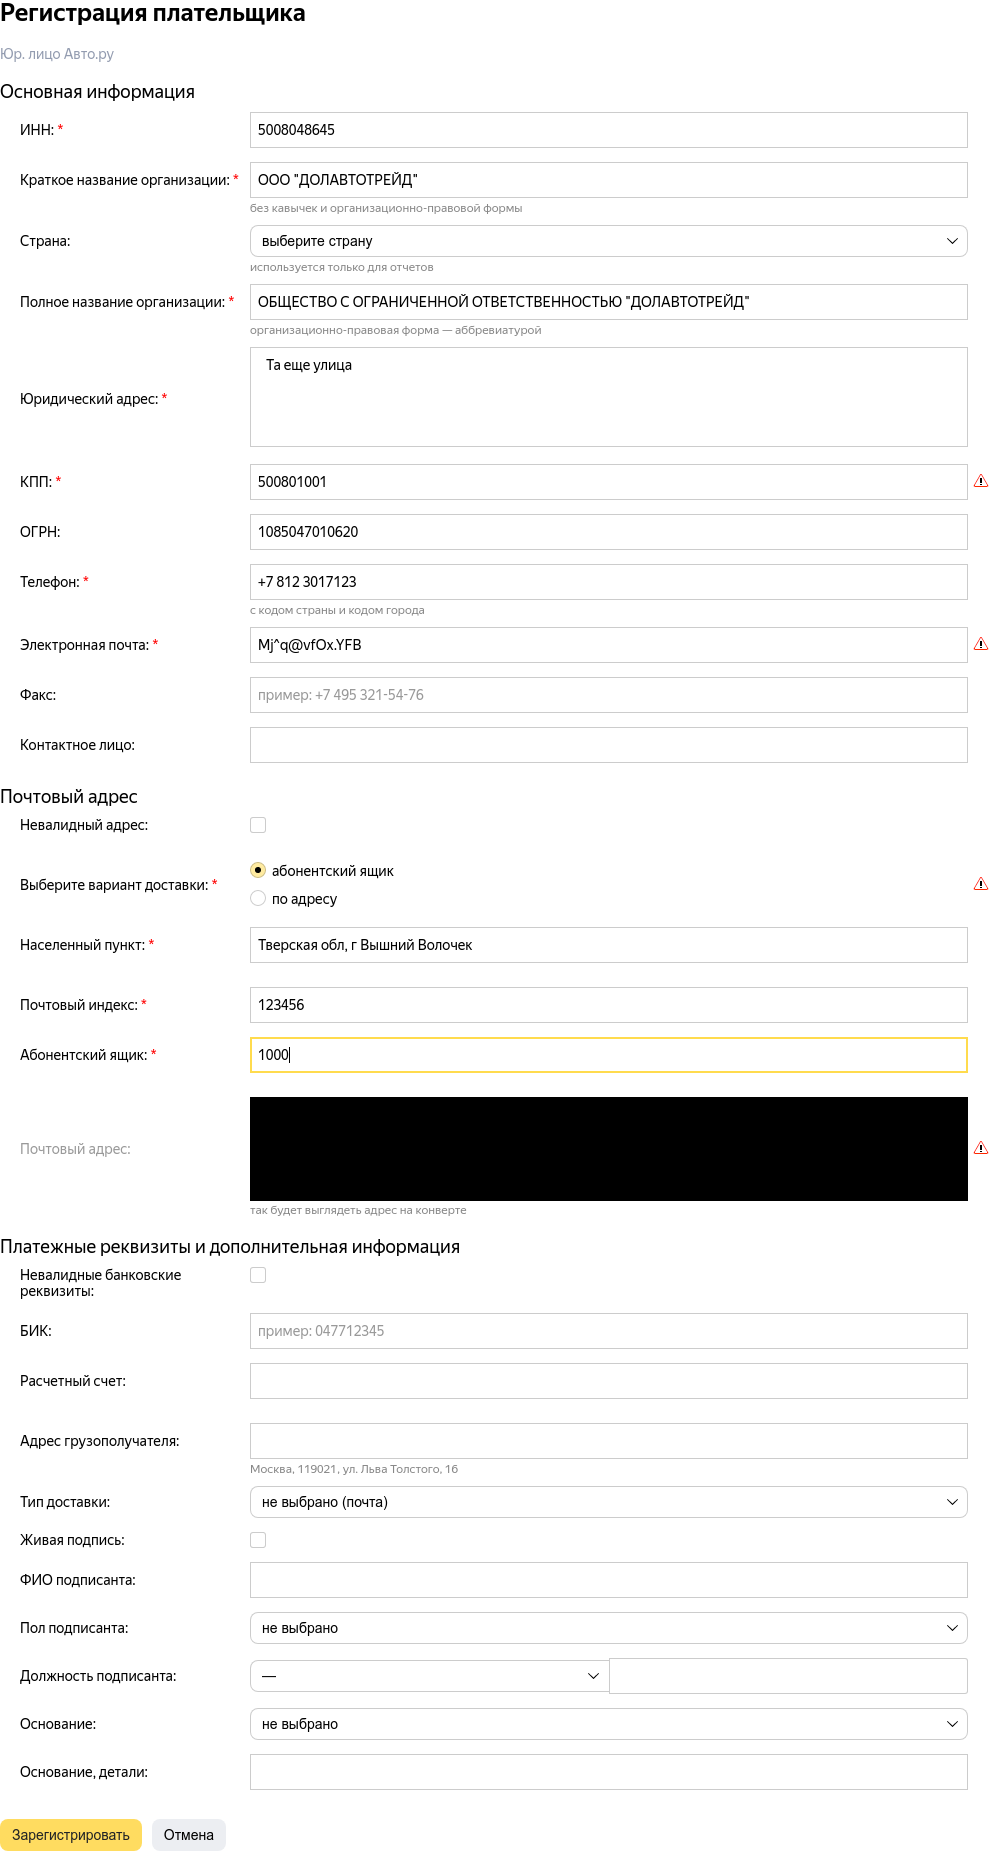 Регистрация плательщика
Юр. лицо Авто.ру
Основная информация
ИНН: * 5008048645
Краткое название организации: * ООО "ДОЛАВТОТРЕЙД"
без кавычек и организационно-правовой формы
Страна: выберите страну
используется только для отчетов
Полное название организации: * ОБЩЕСТВО С ОГРАНИЧЕННОЙ ОТВЕТСТВЕННОСТЬЮ "ДОЛАВТОТРЕЙД"
организационно-правовая форма — аббревиатурой
Та еще улица
Юридический адрес: *
КПП: * 500801001
ОГРН: 1085047010620
Телефон: * +7 812 3017123
с кодом страны и кодом города
Электронная почта: * Mj^q@vfOx.YFB
Факс: пример: +7 495 321-54-76
Контактное лицо:
Почтовый адрес
Невалидный адрес:
абонентский ящик
Выберите вариант доставки: *
по адресу
Населенный пункт: * Тверская обл, г Вышний Волочек
Почтовый индекс: * 123456
Абонентский ящик: * 1000
Почтовый адрес:
так будет выглядеть адрес на конверте
Платежные реквизиты и дополнительная информация
Невалидные банковские
реквизиты:
БИК: пример: 047712345
Расчетный счет:
Адрес грузополучателя:
Москва, 119021, ул. Льва Толстого, 16
Тип доставки: не выбрано (почта)
Живая подпись:
ФИО подписанта:
Пол подписанта: не выбрано
Должность подписанта: —
Основание: не выбрано
Основание, детали:
Зарегистрировать Отмена